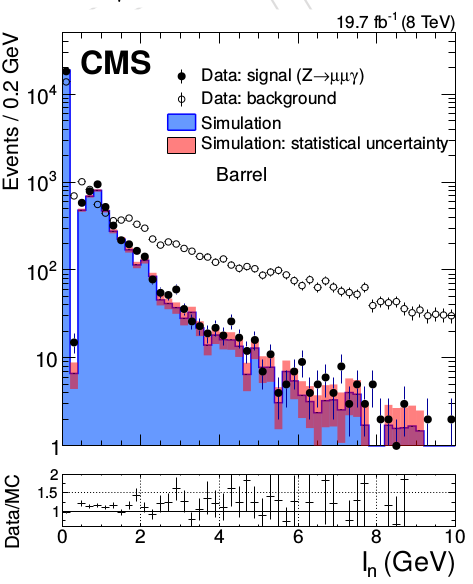 19.7 fb⁻¹ (8 TeV)
CMS
Data: signal (Z→μμγ)
Data: background
Simulation
Simulation: statistical uncertainty
Barrel
Events / 0.2 GeV
10⁴
10³
10²
10
1
Data/MC
2
1.5
1
0 2 4 6 8 10
Iₙ (GeV)